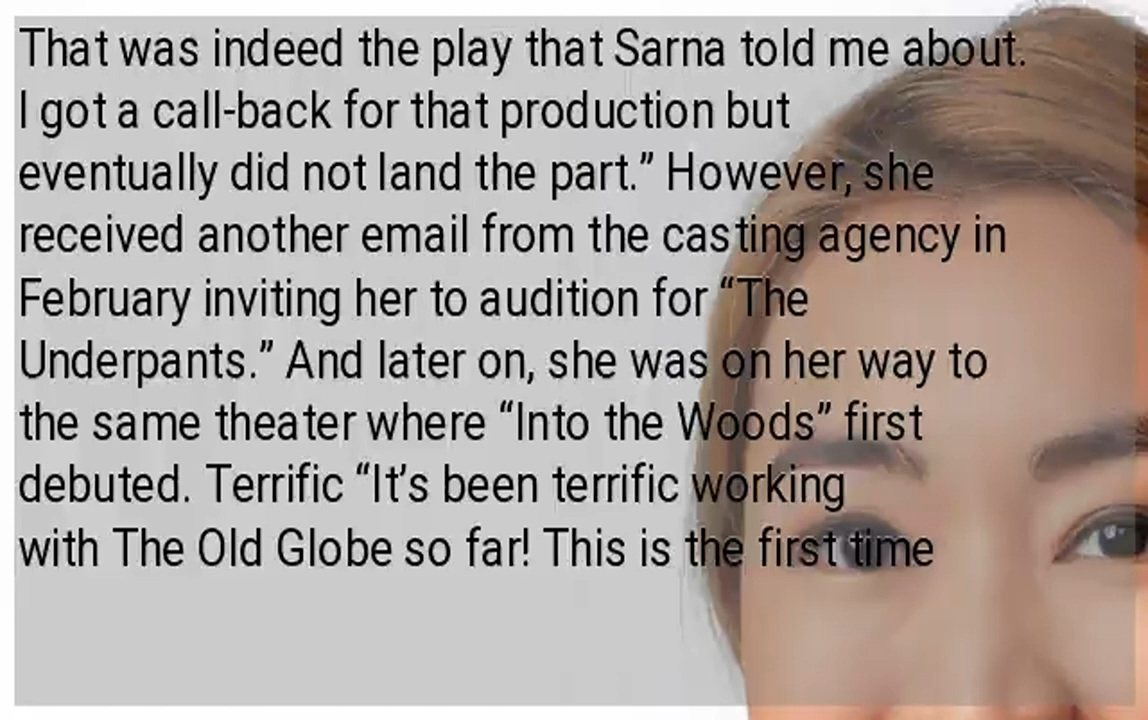 That was indeed the play that Sarna told me about.
I got a call-back for that production but
eventually did not land the part.” However, she
received another email from the casting agency in
February inviting her to audition for “The
Underpants.” And later on, she was on her way to
the same theater where “Into the Woods” first
debuted. Terrific “It’s been terrific working
with The Old Globe so far! This is the first time